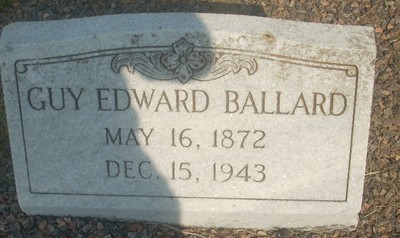 GUY EDWARD BALLARD
MAY 16, 1872
DEC. 15, 1943